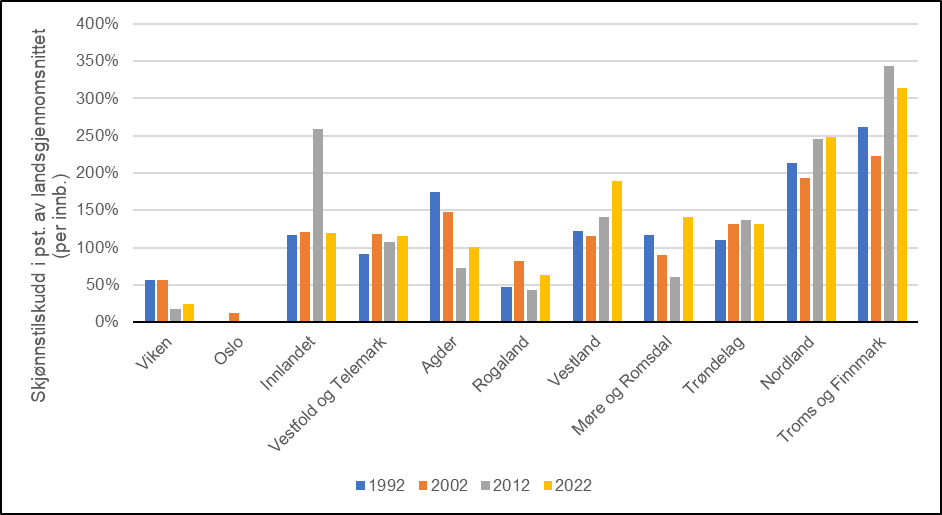 Skjønnstilskudd i pst. av landsgjennomsnittet
(per innb.)
400%
350%
300%
250%
200%
150%
100%
50%
0%
Viken
Oslo
Innlandet
Vestfold og Telemark
Agder
Rogaland
Vestland
Møre og Romsdal
Trøndelag
Nordland
Troms og Finnmark
1992 2002 2012 2022